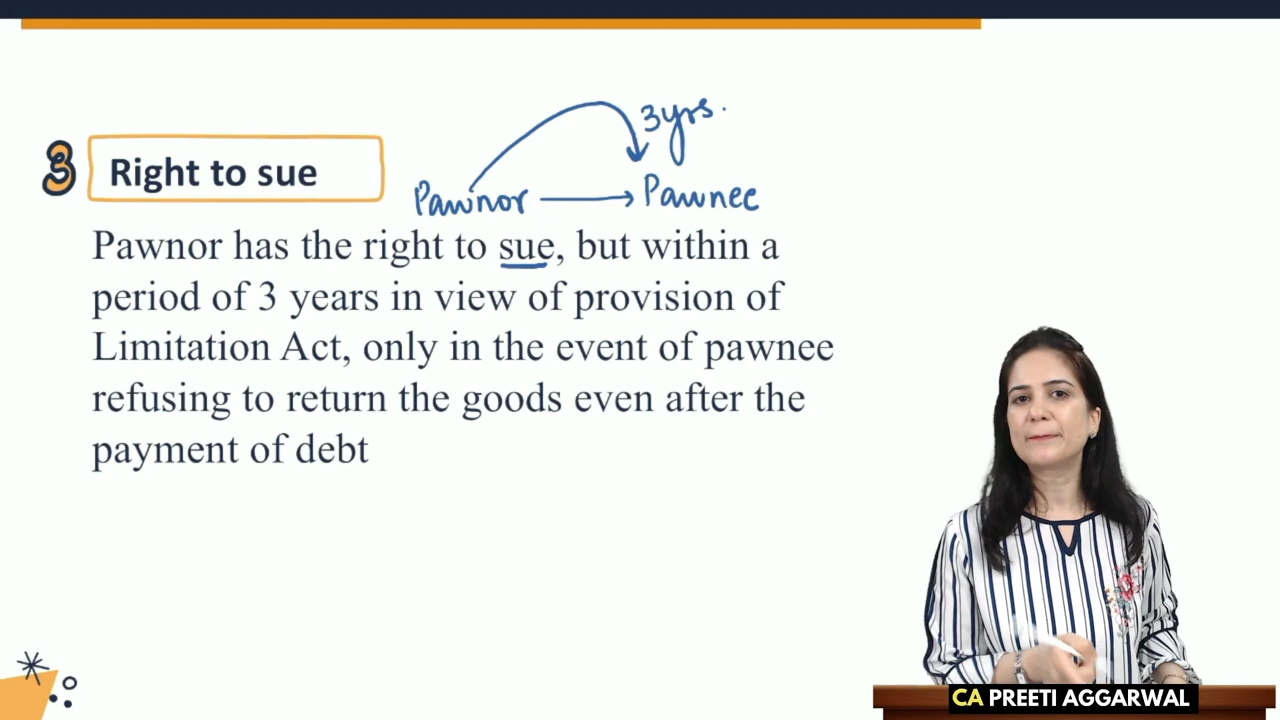 3 Right to sue
3 yrs.
Pawnor → Pawnee
Pawnor has the right to sue, but within a
period of 3 years in view of provision of
Limitation Act, only in the event of pawnee
refusing to return the goods even after the
payment of debt
CA PREETI AGGARWAL